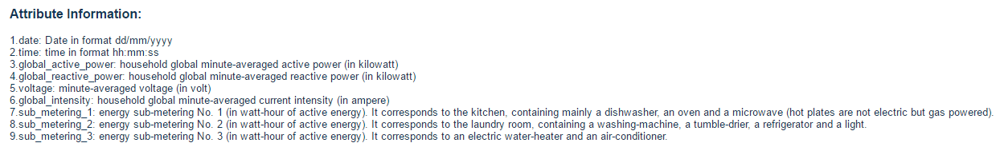 Attribute Information:
1.date: Date in format dd/mm/yyyy
2.time: time in format hh:mm:ss
3.global_active_power: household global minute-averaged active power (in kilowatt)
4.global_reactive_power: household global minute-averaged reactive power (in kilowatt)
5.voltage: minute-averaged voltage (in volt)
6.global_intensity: household global minute-averaged current intensity (in ampere)
7.sub_metering_1: energy sub-metering No. 1 (in watt-hour of active energy). It corresponds to the kitchen, containing mainly a dishwasher, an oven and a microwave (hot plates are not electric but gas powered).
8.sub_metering_2: energy sub-metering No. 2 (in watt-hour of active energy). It corresponds to the laundry room, containing a washing-machine, a tumble-drier, a refrigerator and a light.
9.sub_metering_3: energy sub-metering No. 3 (in watt-hour of active energy). It corresponds to an electric water-heater and an air-conditioner.